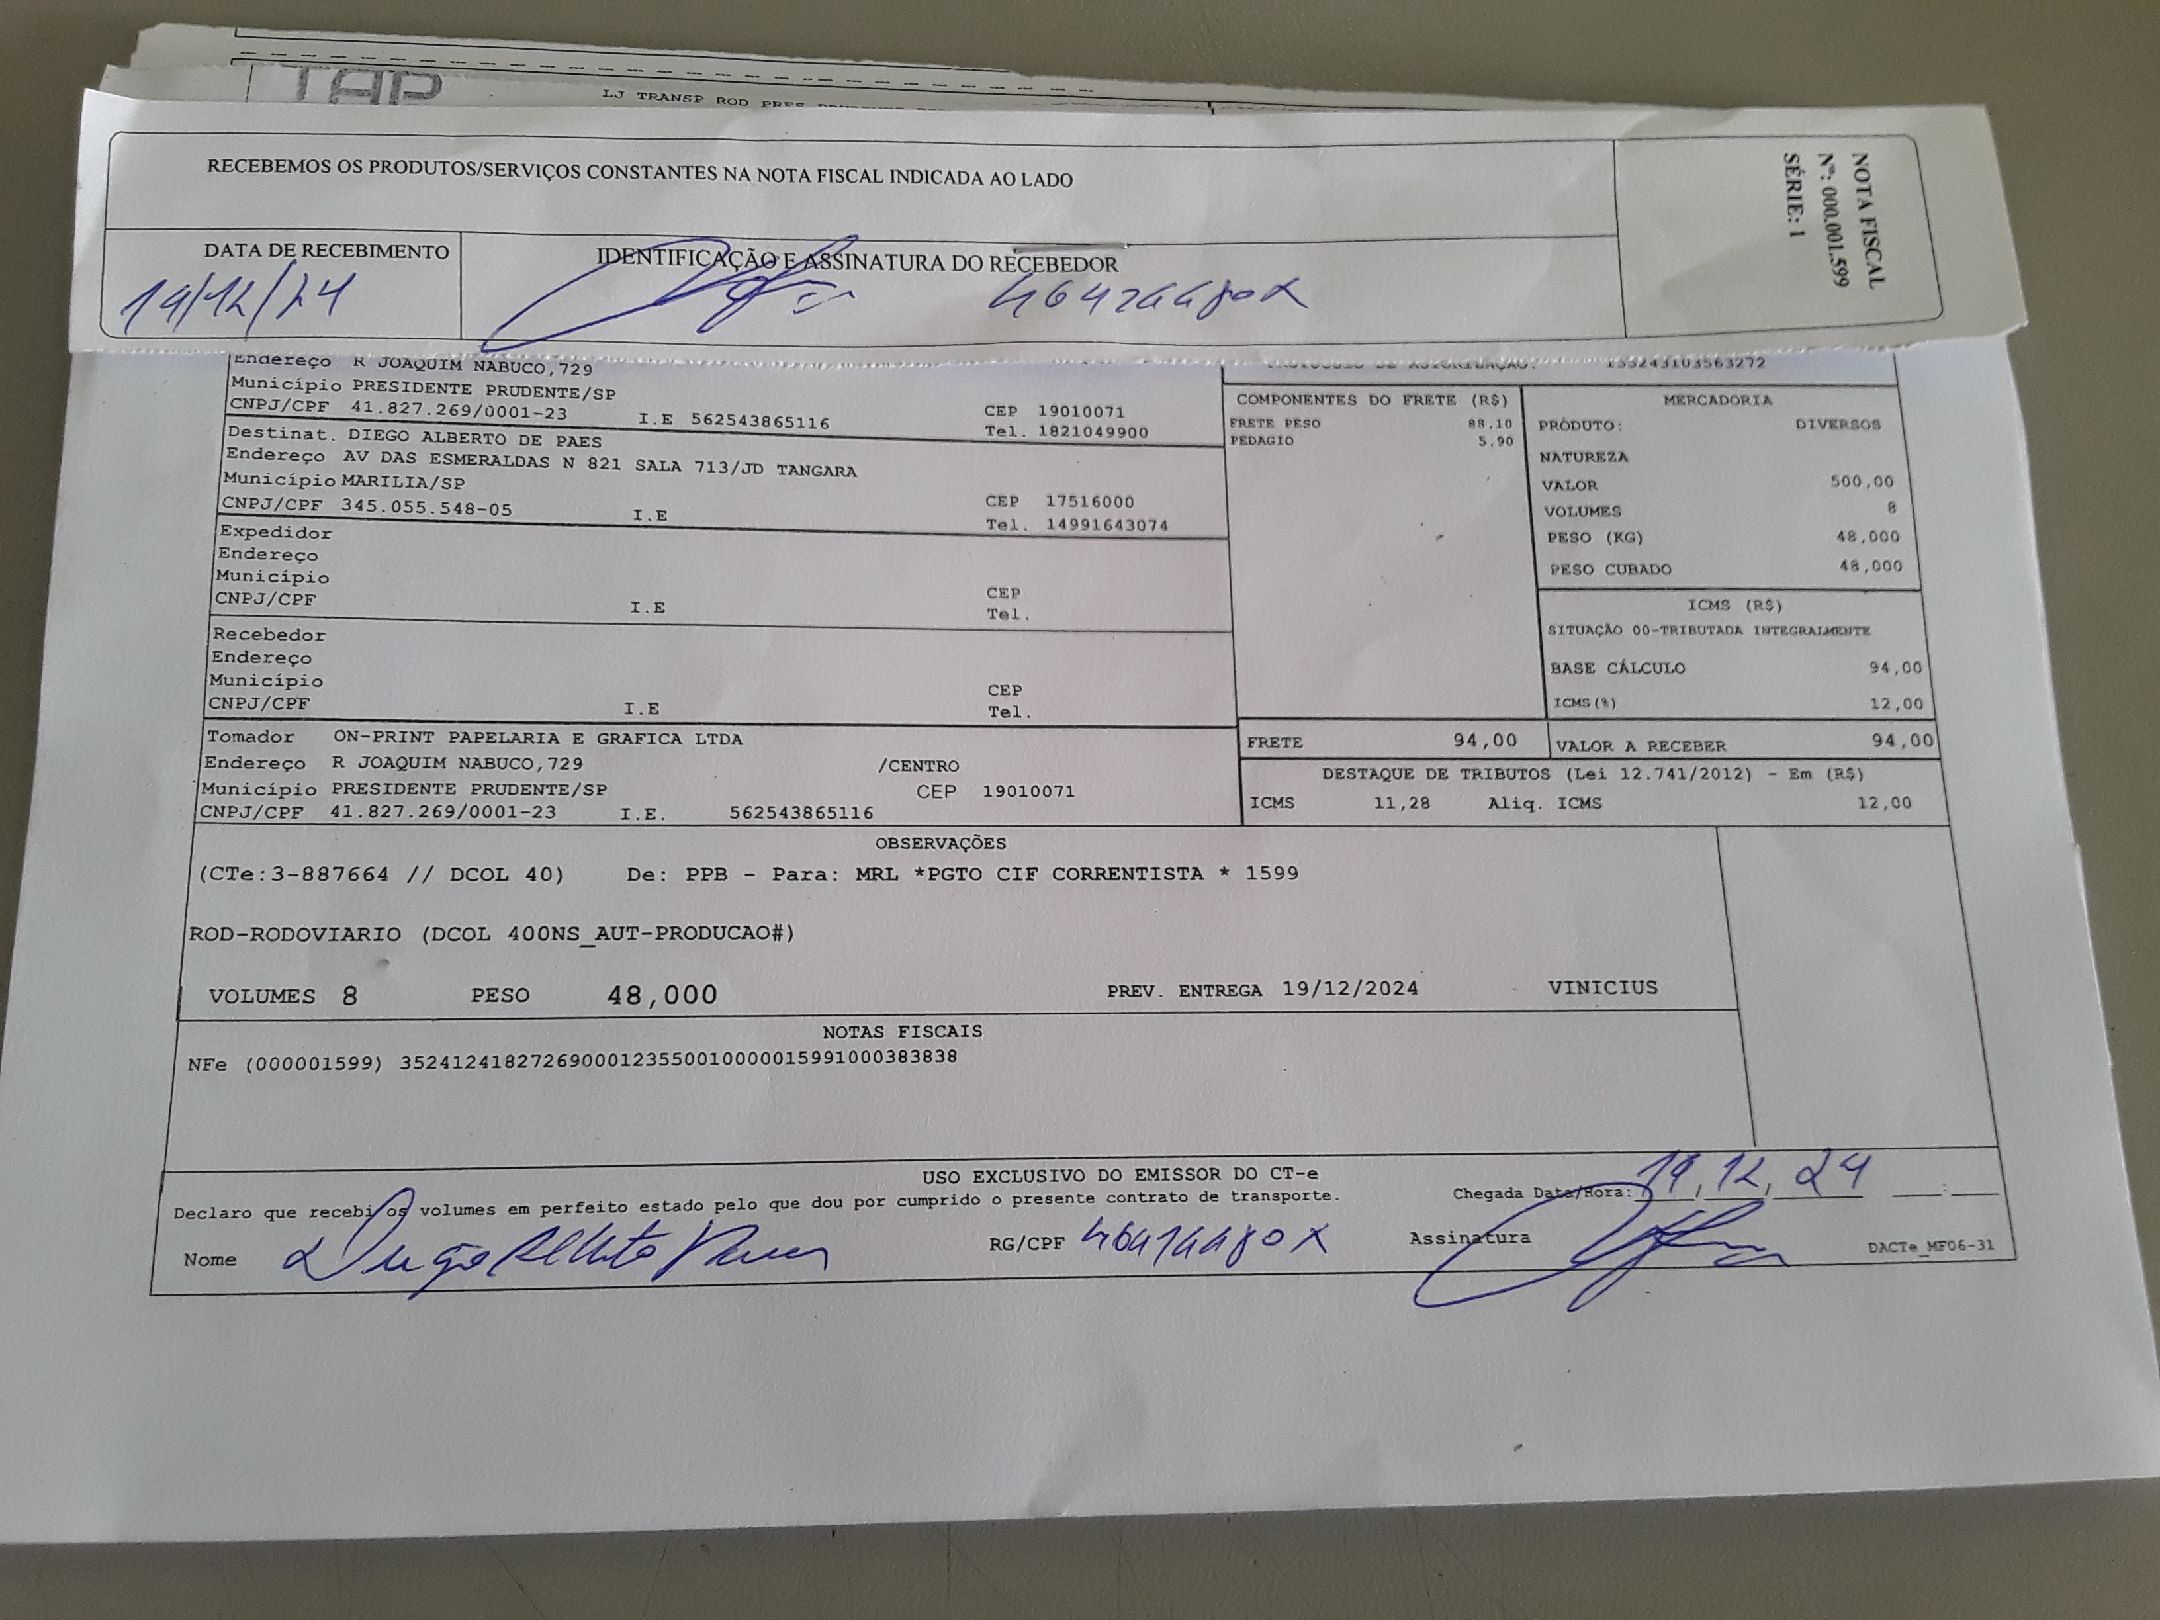 LJ TRANSP ROD PRES
RECEBEMOS OS PRODUTOS/SERVIÇOS CONSTANTES NA NOTA FISCAL INDICADA AO LADO
NOTA FISCAL
Nº: 000.001.599
SÉRIE: 1
DATA DE RECEBIMENTO
IDENTIFICAÇÃO E ASSINATURA DO RECEBEDOR
19/12/24
Endereço R JOAQUIM NABUCO,729
Município PRESIDENTE PRUDENTE/SP
CNPJ/CPF 41.827.269/0001-23 I.E 562543865116
CEP 19010071
Tel. 1821049900
Destinat. DIEGO ALBERTO DE PAES
Endereço AV DAS ESMERALDAS N 821 SALA 713/JD TANGARA
Município MARILIA/SP
CNPJ/CPF 345.055.548-05 I.E
CEP 17516000
Tel. 14991643074
Expedidor
Endereço
Município
CNPJ/CPF I.E
CEP
Tel.
Recebedor
Endereço
Município
CNPJ/CPF I.E
CEP
Tel.
Tomador ON-PRINT PAPELARIA E GRAFICA LTDA
Endereço R JOAQUIM NABUCO,729 /CENTRO
Município PRESIDENTE PRUDENTE/SP CEP 19010071
CNPJ/CPF 41.827.269/0001-23 I.E. 562543865116
COMPONENTES DO FRETE (R$)
FRETE PESO 88,10
PEDAGIO 5,90
MERCADORIA
PRODUTO: DIVERSOS
NATUREZA
VALOR 500,00
VOLUMES 8
PESO (KG) 48,000
PESO CUBADO 48,000
ICMS (R$)
SITUAÇÃO 00-TRIBUTADA INTEGRALMENTE
BASE CÁLCULO 94,00
ICMS(%) 12,00
FRETE 94,00 VALOR A RECEBER 94,00
DESTAQUE DE TRIBUTOS (Lei 12.741/2012) - Em (R$)
ICMS 11,28 Aliq. ICMS 12,00
OBSERVAÇÕES
(CTe:3-887664 // DCOL 40) De: PPB - Para: MRL *PGTO CIF CORRENTISTA * 1599
ROD-RODOVIARIO (DCOL 400NS_AUT-PRODUCAO#)
VOLUMES 8 PESO 48,000 PREV. ENTREGA 19/12/2024 VINICIUS
NOTAS FISCAIS
NFe (000001599) 35241241827269000123550010000015991000383838
USO EXCLUSIVO DO EMISSOR DO CT-e
Declaro que recebi os volumes em perfeito estado pelo que dou por cumprido o presente contrato de transporte.
Chegada Data/Hora: 19, 12, 24
Nome RG/CPF Assinatura
DACTe_MF06-31